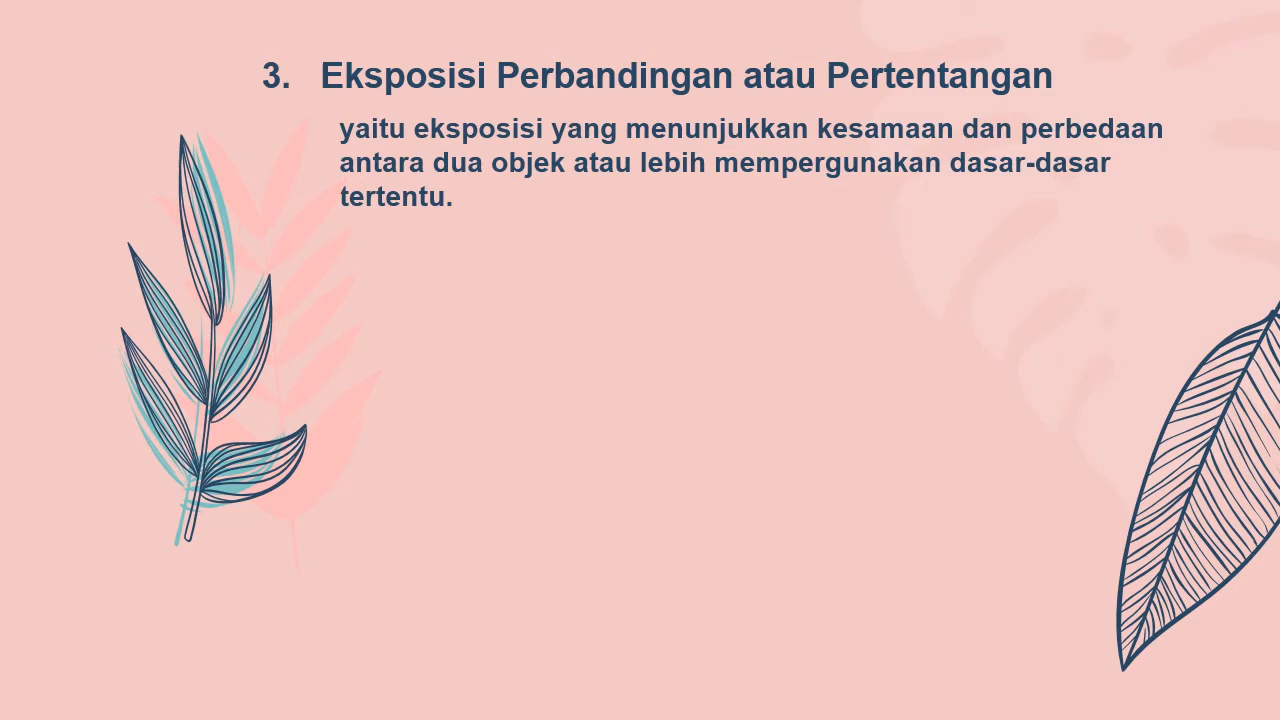 3. Eksposisi Perbandingan atau Pertentangan
yaitu eksposisi yang menunjukkan kesamaan dan perbedaan
antara dua objek atau lebih mempergunakan dasar-dasar
tertentu.